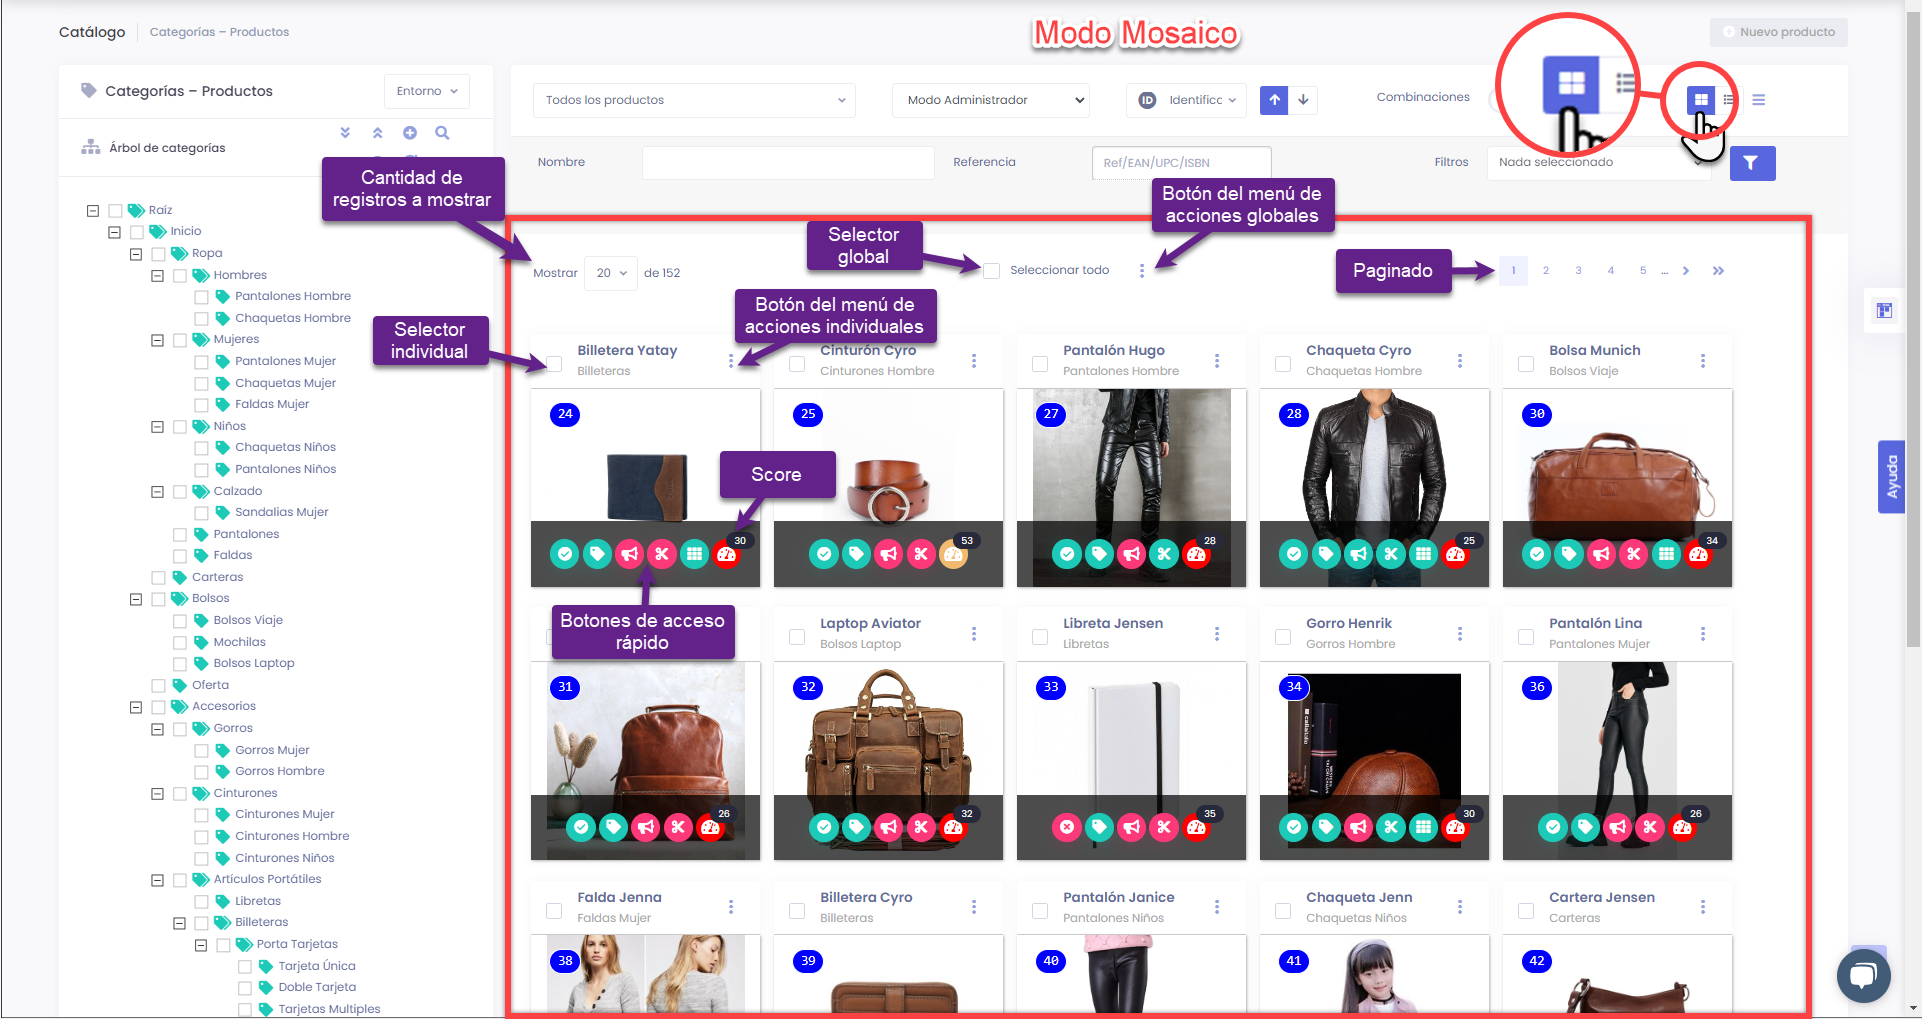 Catálogo
Categorías – Productos
Modo Mosaico
Nuevo producto
Categorías – Productos
Entorno
Todos los productos
Modo Administrador
ID
Identific
Combinaciones
Árbol de categorías
Nombre
Referencia
Ref/EAN/UPC/ISBN
Filtros
Nada seleccionado
Cantidad de
registros a mostrar
Botón del menú de
acciones globales
Selector
global
Paginado
Mostrar
20
de 152
Seleccionar todo
1
2
3
4
5
...
Botón del menú de
acciones individuales
Selector
individual
Raíz
Inicio
Ropa
Hombres
Pantalones Hombre
Chaquetas Hombre
Mujeres
Pantalones Mujer
Chaquetas Mujer
Faldas Mujer
Niños
Chaquetas Niños
Pantalones Niños
Calzado
Sandalias Mujer
Pantalones
Faldas
Carteras
Bolsos
Bolsos Viaje
Mochilas
Bolsos Laptop
Oferta
Accesorios
Gorros
Gorros Mujer
Gorros Hombre
Cinturones
Cinturones Mujer
Cinturones Hombre
Cinturones Niños
Artículos Portátiles
Libretas
Billeteras
Porta Tarjetas
Tarjeta Única
Doble Tarjeta
Tarjetas Multiples
Billetera Yatay
Billeteras
24
30
Score
Botones de acceso
rápido
Cinturón Cyro
Cinturones Hombre
25
53
Pantalón Hugo
Pantalones Hombre
27
28
Chaqueta Cyro
Chaquetas Hombre
28
25
Bolsa Munich
Bolsos Viaje
30
34
31
26
Laptop Aviator
Bolsos Laptop
32
32
Libreta Jensen
Libretas
33
35
Gorro Henrik
Gorros Hombre
34
30
Pantalón Lina
Pantalones Mujer
36
26
Falda Jenna
Faldas Mujer
38
Billetera Cyro
Billeteras
39
Pantalón Janice
Pantalones Niños
40
Chaqueta Jenn
Chaquetas Niños
41
Cartera Jensen
Carteras
42
Ayuda